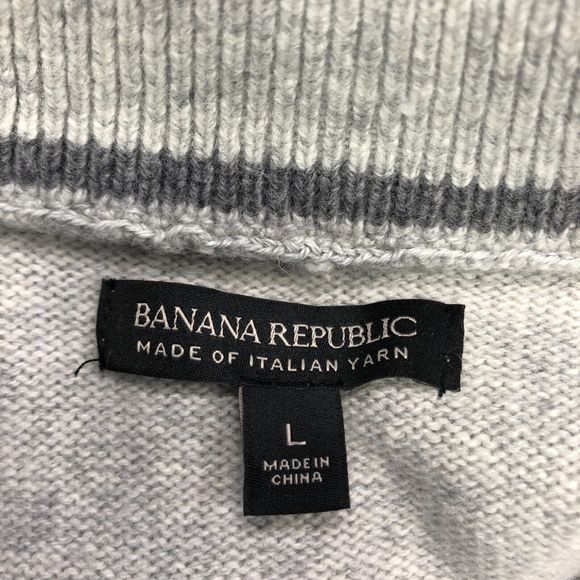 BANANA REPUBLIC
MADE OF ITALIAN YARN
L
MADE IN
CHINA